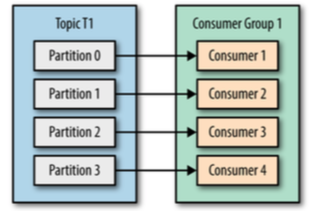 Topic T1
Consumer Group 1
Partition 0
Consumer 1
Partition 1
Consumer 2
Partition 2
Consumer 3
Partition 3
Consumer 4